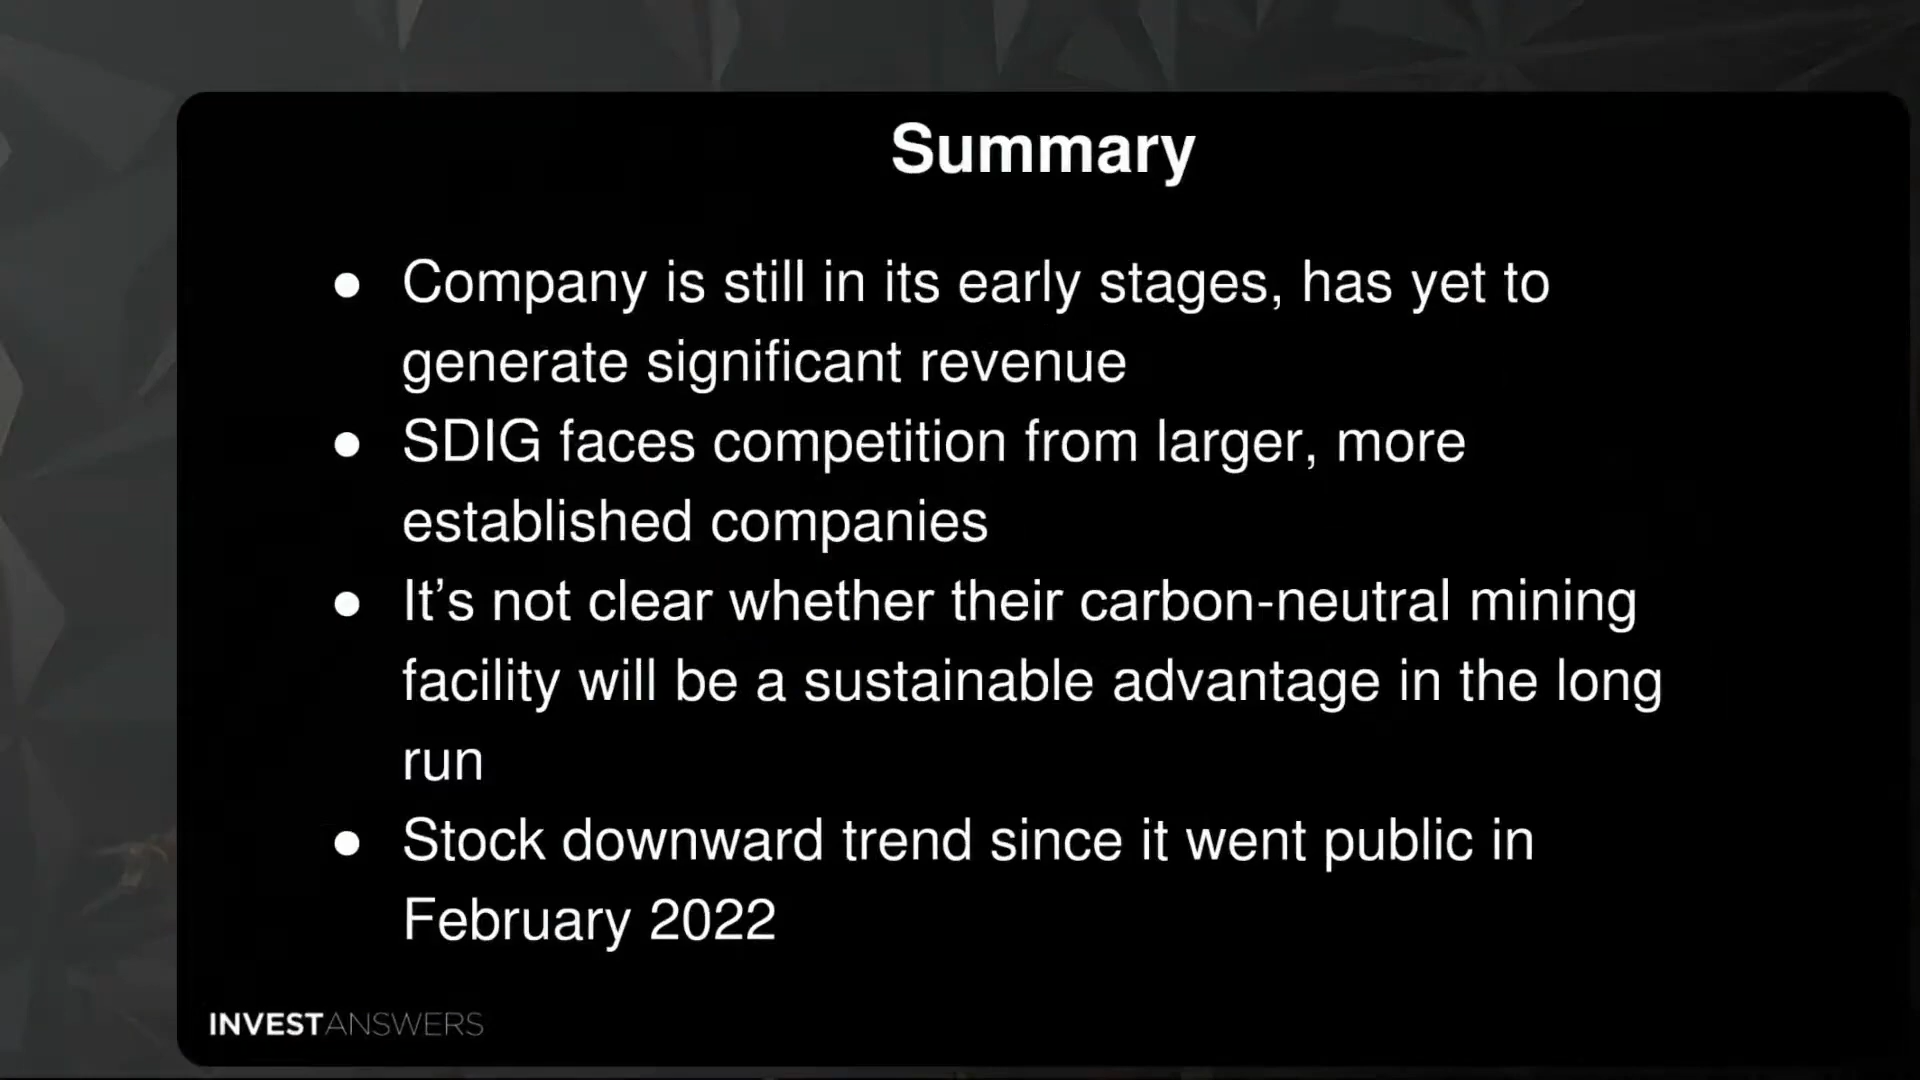 Summary
● Company is still in its early stages, has yet to
generate significant revenue
● SDIG faces competition from larger, more
established companies
● It’s not clear whether their carbon-neutral mining
facility will be a sustainable advantage in the long
run
● Stock downward trend since it went public in
February 2022
INVESTANSWERS